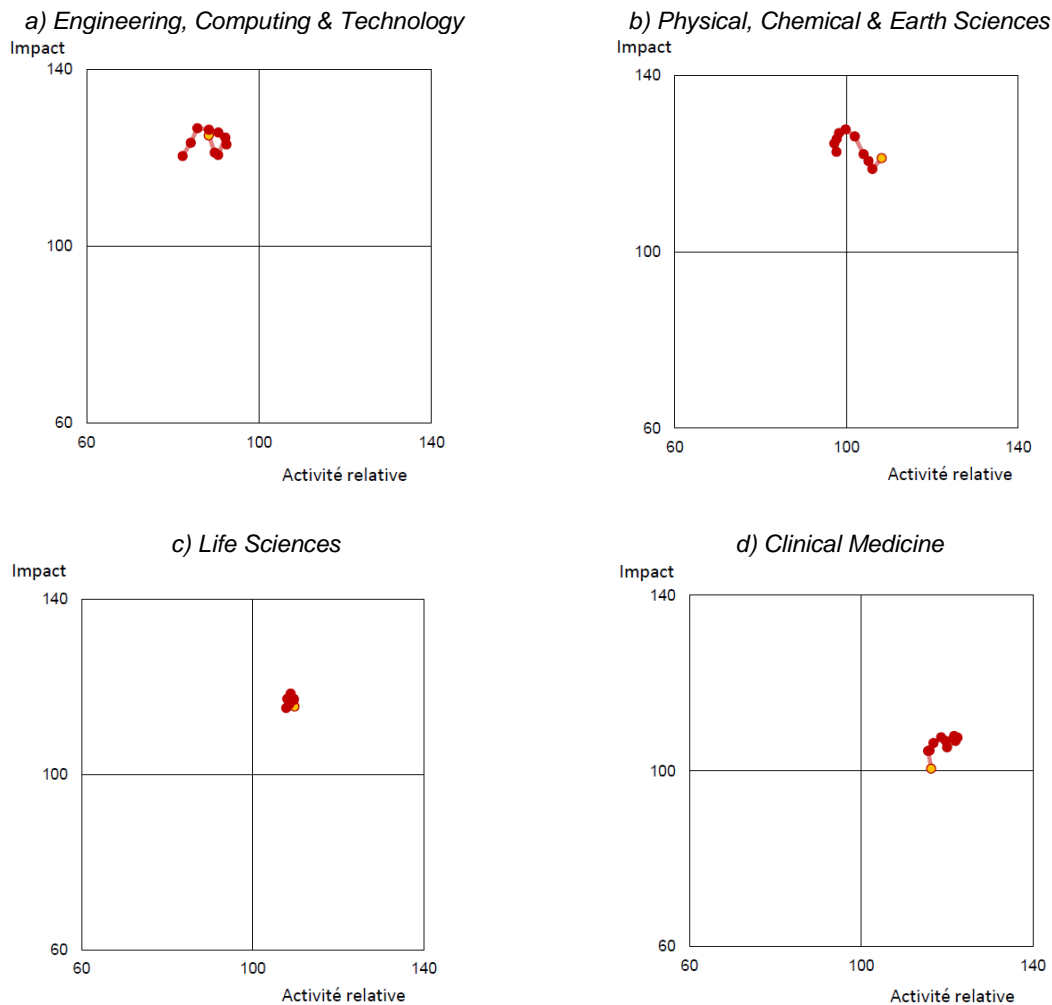 a) Engineering, Computing & Technology
Impact
140
100
60
60
100
140
Activité relative
b) Physical, Chemical & Earth Sciences
Impact
140
100
60
60
100
140
Activité relative
c) Life Sciences
Impact
140
100
60
60
100
140
Activité relative
d) Clinical Medicine
Impact
140
100
60
60
100
140
Activité relative